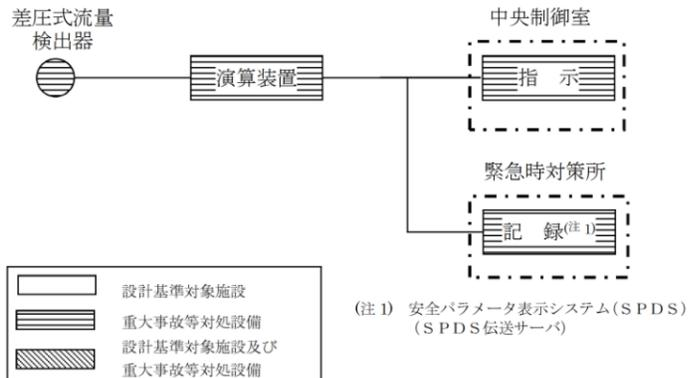 差圧式流量
検出器
演算装置
中央制御室
指 示
緊急時対策所
記 録(注1)
設計基準対象施設
重大事故等対処設備
設計基準対象施設及び
重大事故等対処設備
(注1) 安全パラメータ表示システム(SPDS)
(SPDS伝送サーバ)